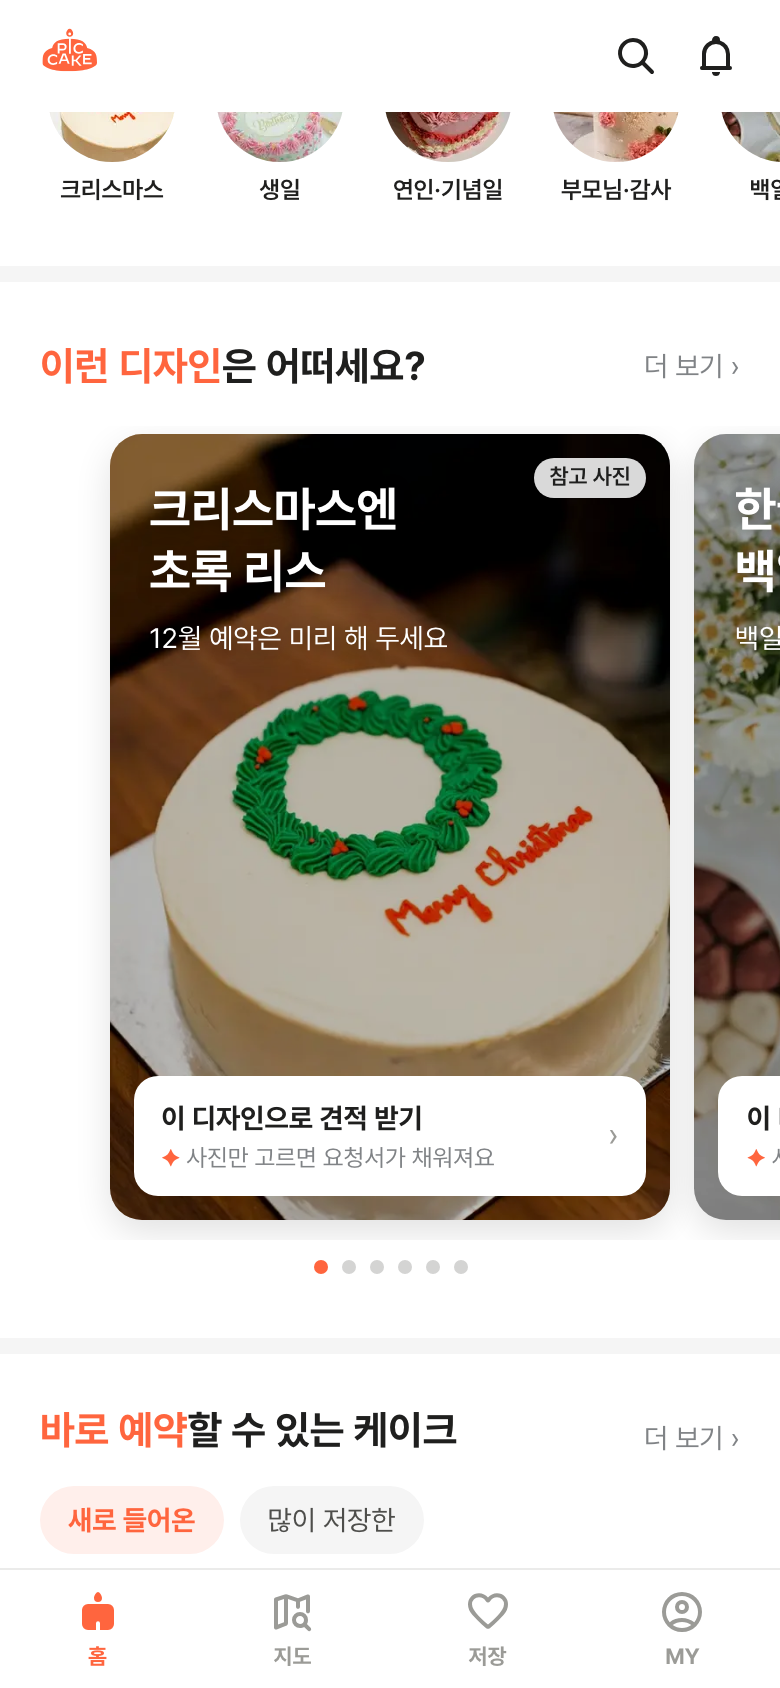 PIC
CAKE
Birthday
크리스마스
생일
연인·기념일
부모님·감사
이런 디자인은 어떠세요?
더 보기 ›
참고 사진
크리스마스엔
초록 리스
12월 예약은 미리 해 두세요
Merry Christmas
이 디자인으로 견적 받기
사진만 고르면 요청서가 채워져요
백일
이
바로 예약할 수 있는 케이크
더 보기 ›
새로 들어온
많이 저장한
홈
지도
저장
MY